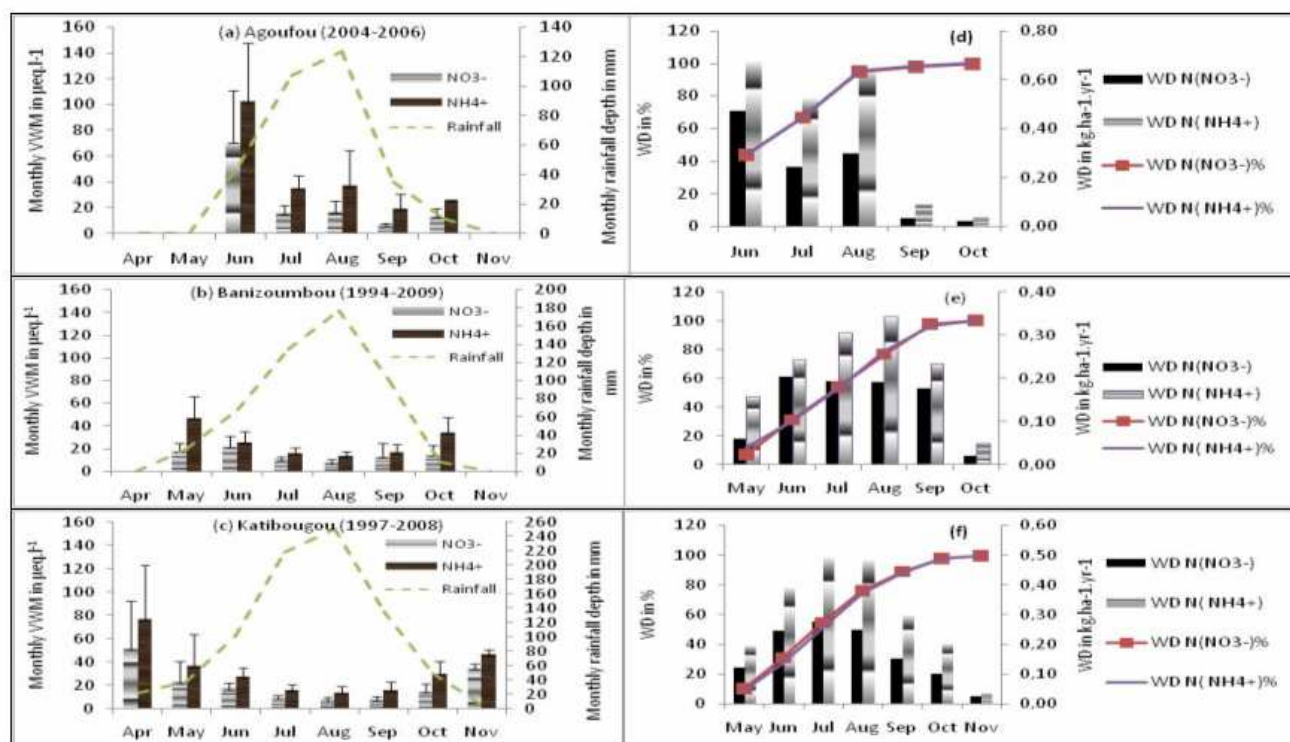 (a) Agoufou (2004-2006)
Monthly VWM in µeq.l-1
160
140
120
100
80
60
40
20
0
NO3-
NH4+
Rainfall
140
120
100
80
60
40
20
0
Monthly rainfall depth in mm
Apr May Jun Jul Aug Sep Oct Nov
(d)
WD in %
120
100
80
60
40
20
0
0.80
0.60
0.40
0.20
0.00
WD in kg.ha-1.yr-1
Jun Jul Aug Sep Oct
WD N(NO3-)
WD N( NH4+)
WD N(NO3-)%
WD N( NH4+)%
(b) Banizoumbou (1994-2009)
Monthly VWM in µeq.l-1
160
140
120
100
80
60
40
20
0
NO3-
NH4+
Rainfall
200
180
160
140
120
100
80
60
40
20
0
Monthly rainfall depth in
mm
Apr May Jun Jul Aug Sep Oct Nov
(e)
WD in %
120
100
80
60
40
20
0
0,40
0,30
0,20
0,10
0,00
WD in kg.ha-1.yr-1
May Jun Jul Aug Sep Oct
WD N(NO3-)
WD N( NH4+)
WD N(NO3-)%
WD N( NH4+)%
(c) Katibougou (1997-2008)
Monthly VWM in µeq.l-1
160
140
120
100
80
60
40
20
0
NO3-
NH4+
Rainfall
260
240
220
200
180
160
140
120
100
80
60
40
20
0
Monthly rainfall depth in mm
Apr May Jun Jul Aug Sep Oct Nov
(f)
WD in %
120
100
80
60
40
20
0
0,60
0,50
0,40
0,30
0,20
0,10
0,00
WD in kg.ha-1.yr-1
May Jun Jul Aug Sep Oct Nov
WD N(NO3-)
WD N( NH4+)
WD N(NO3-)%
WD N(NH4+)%